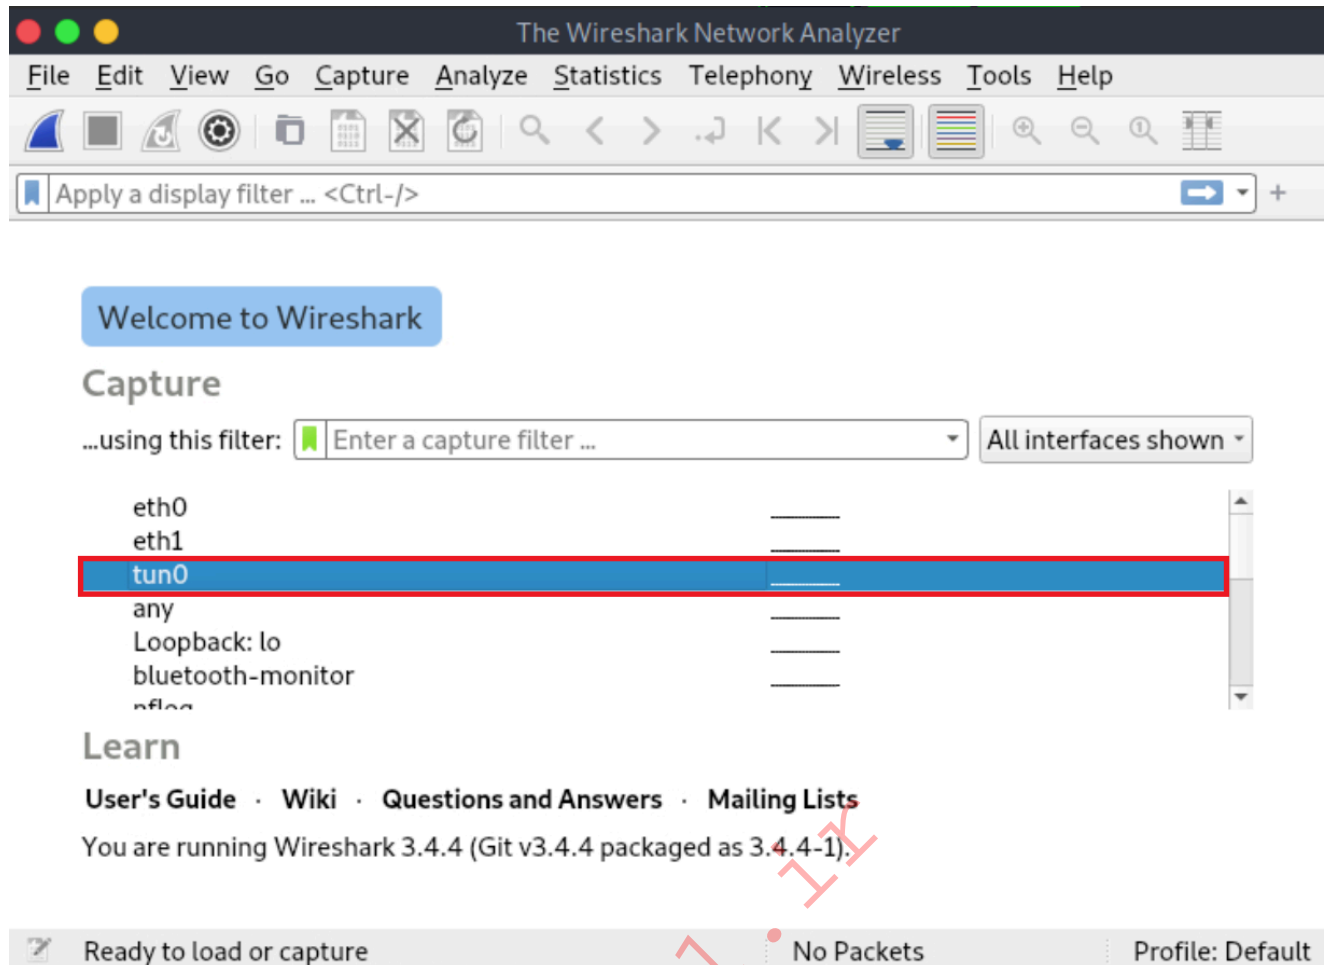 The Wireshark Network Analyzer
File Edit View Go Capture Analyze Statistics Telephony Wireless Tools Help
Apply a display filter ... <Ctrl-/>
Welcome to Wireshark
Capture
...using this filter: Enter a capture filter ... All interfaces shown
eth0
eth1
tun0
any
Loopback: lo
bluetooth-monitor
nflog
Learn
User's Guide · Wiki · Questions and Answers · Mailing Lists
You are running Wireshark 3.4.4 (Git v3.4.4 packaged as 3.4.4-1).
Ready to load or capture No Packets Profile: Default